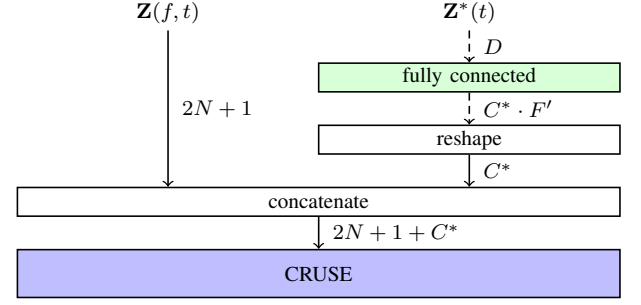 Z(f, t)
Z*(t)
D
fully connected
2N + 1
C* · F′
reshape
C*
concatenate
2N + 1 + C*
CRUSE